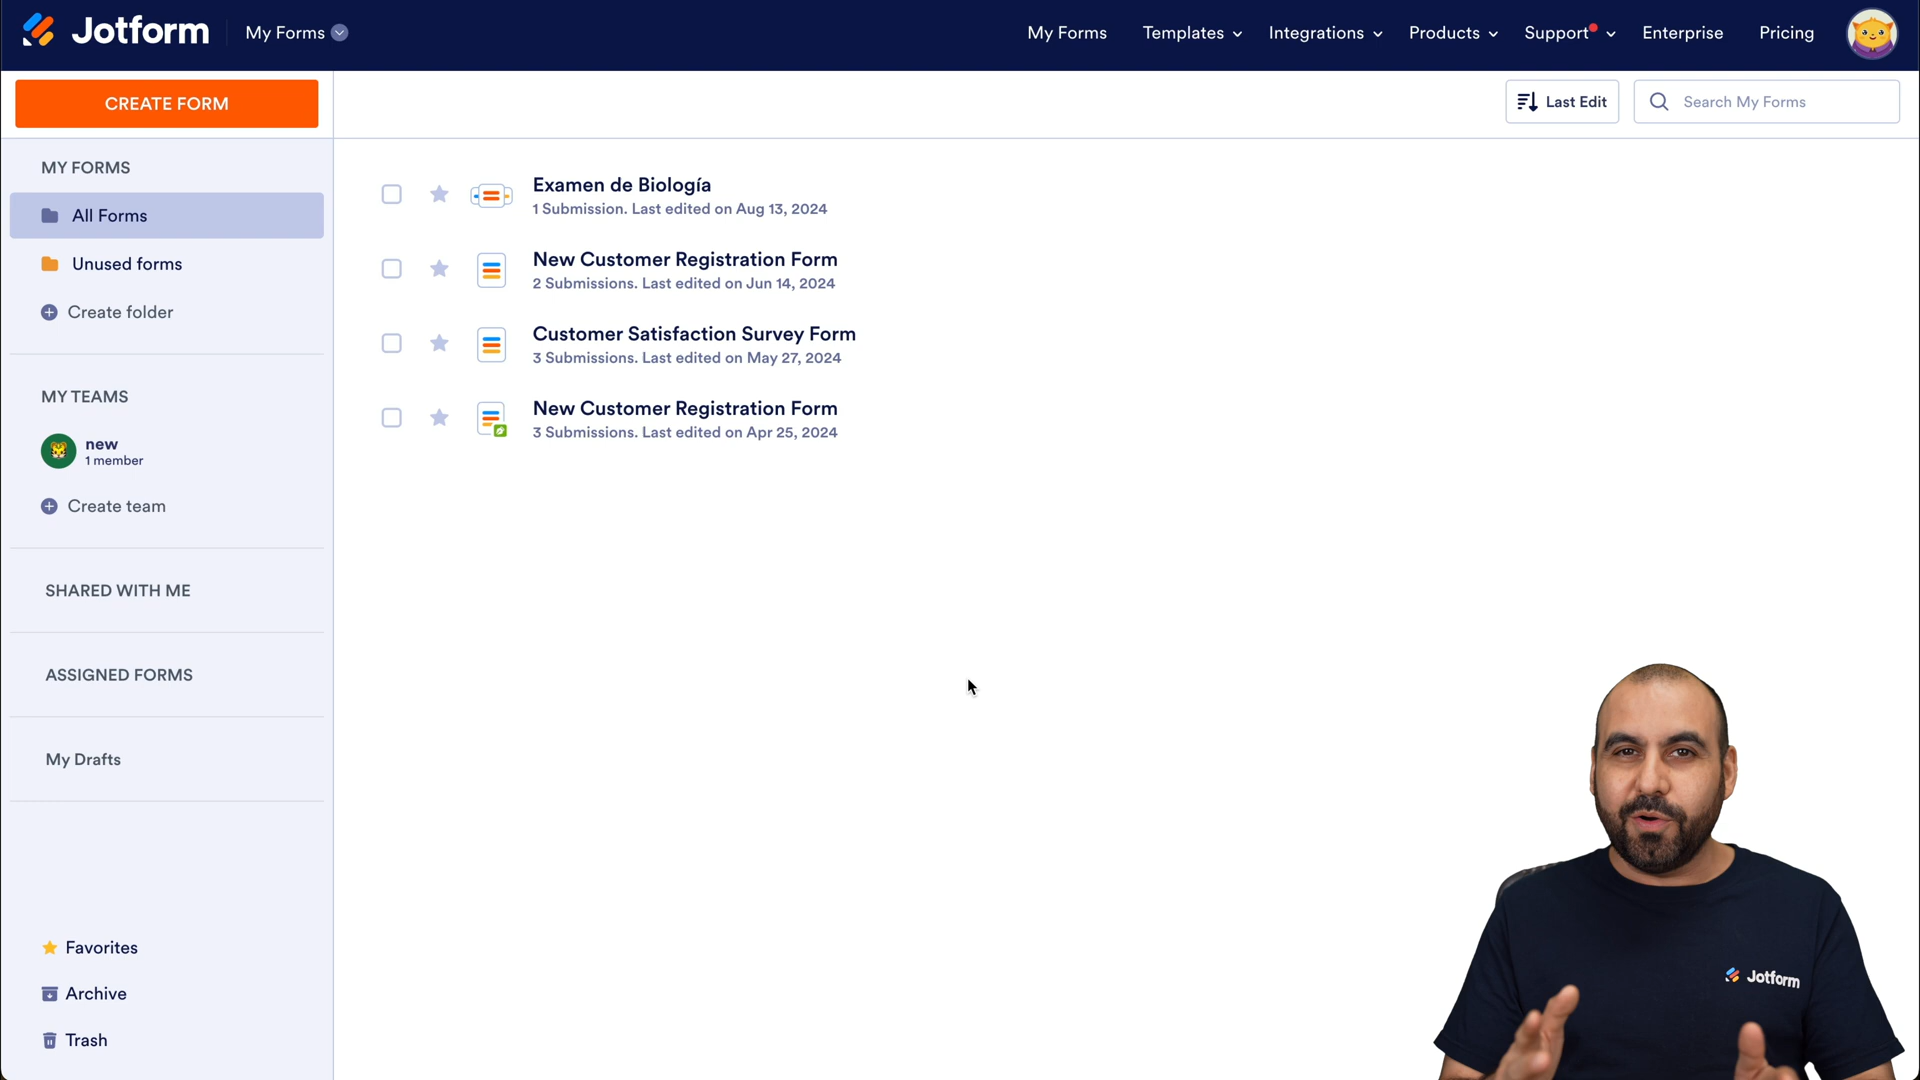 Jotform
My Forms
My Forms
Templates
Integrations
Products
Support
Enterprise
Pricing
CREATE FORM
Last Edit
Search My Forms
MY FORMS
All Forms
Unused forms
Create folder
MY TEAMS
new
1 member
Create team
SHARED WITH ME
ASSIGNED FORMS
My Drafts
Favorites
Archive
Trash
Examen de Biología
1 Submission. Last edited on Aug 13, 2024
New Customer Registration Form
2 Submissions. Last edited on Jun 14, 2024
Customer Satisfaction Survey Form
3 Submissions. Last edited on May 27, 2024
New Customer Registration Form
3 Submissions. Last edited on Apr 25, 2024
Jotform